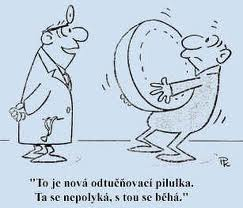 "To je nová odtučňovací pilulka.
Ta se nepolyká, s tou se běhá."